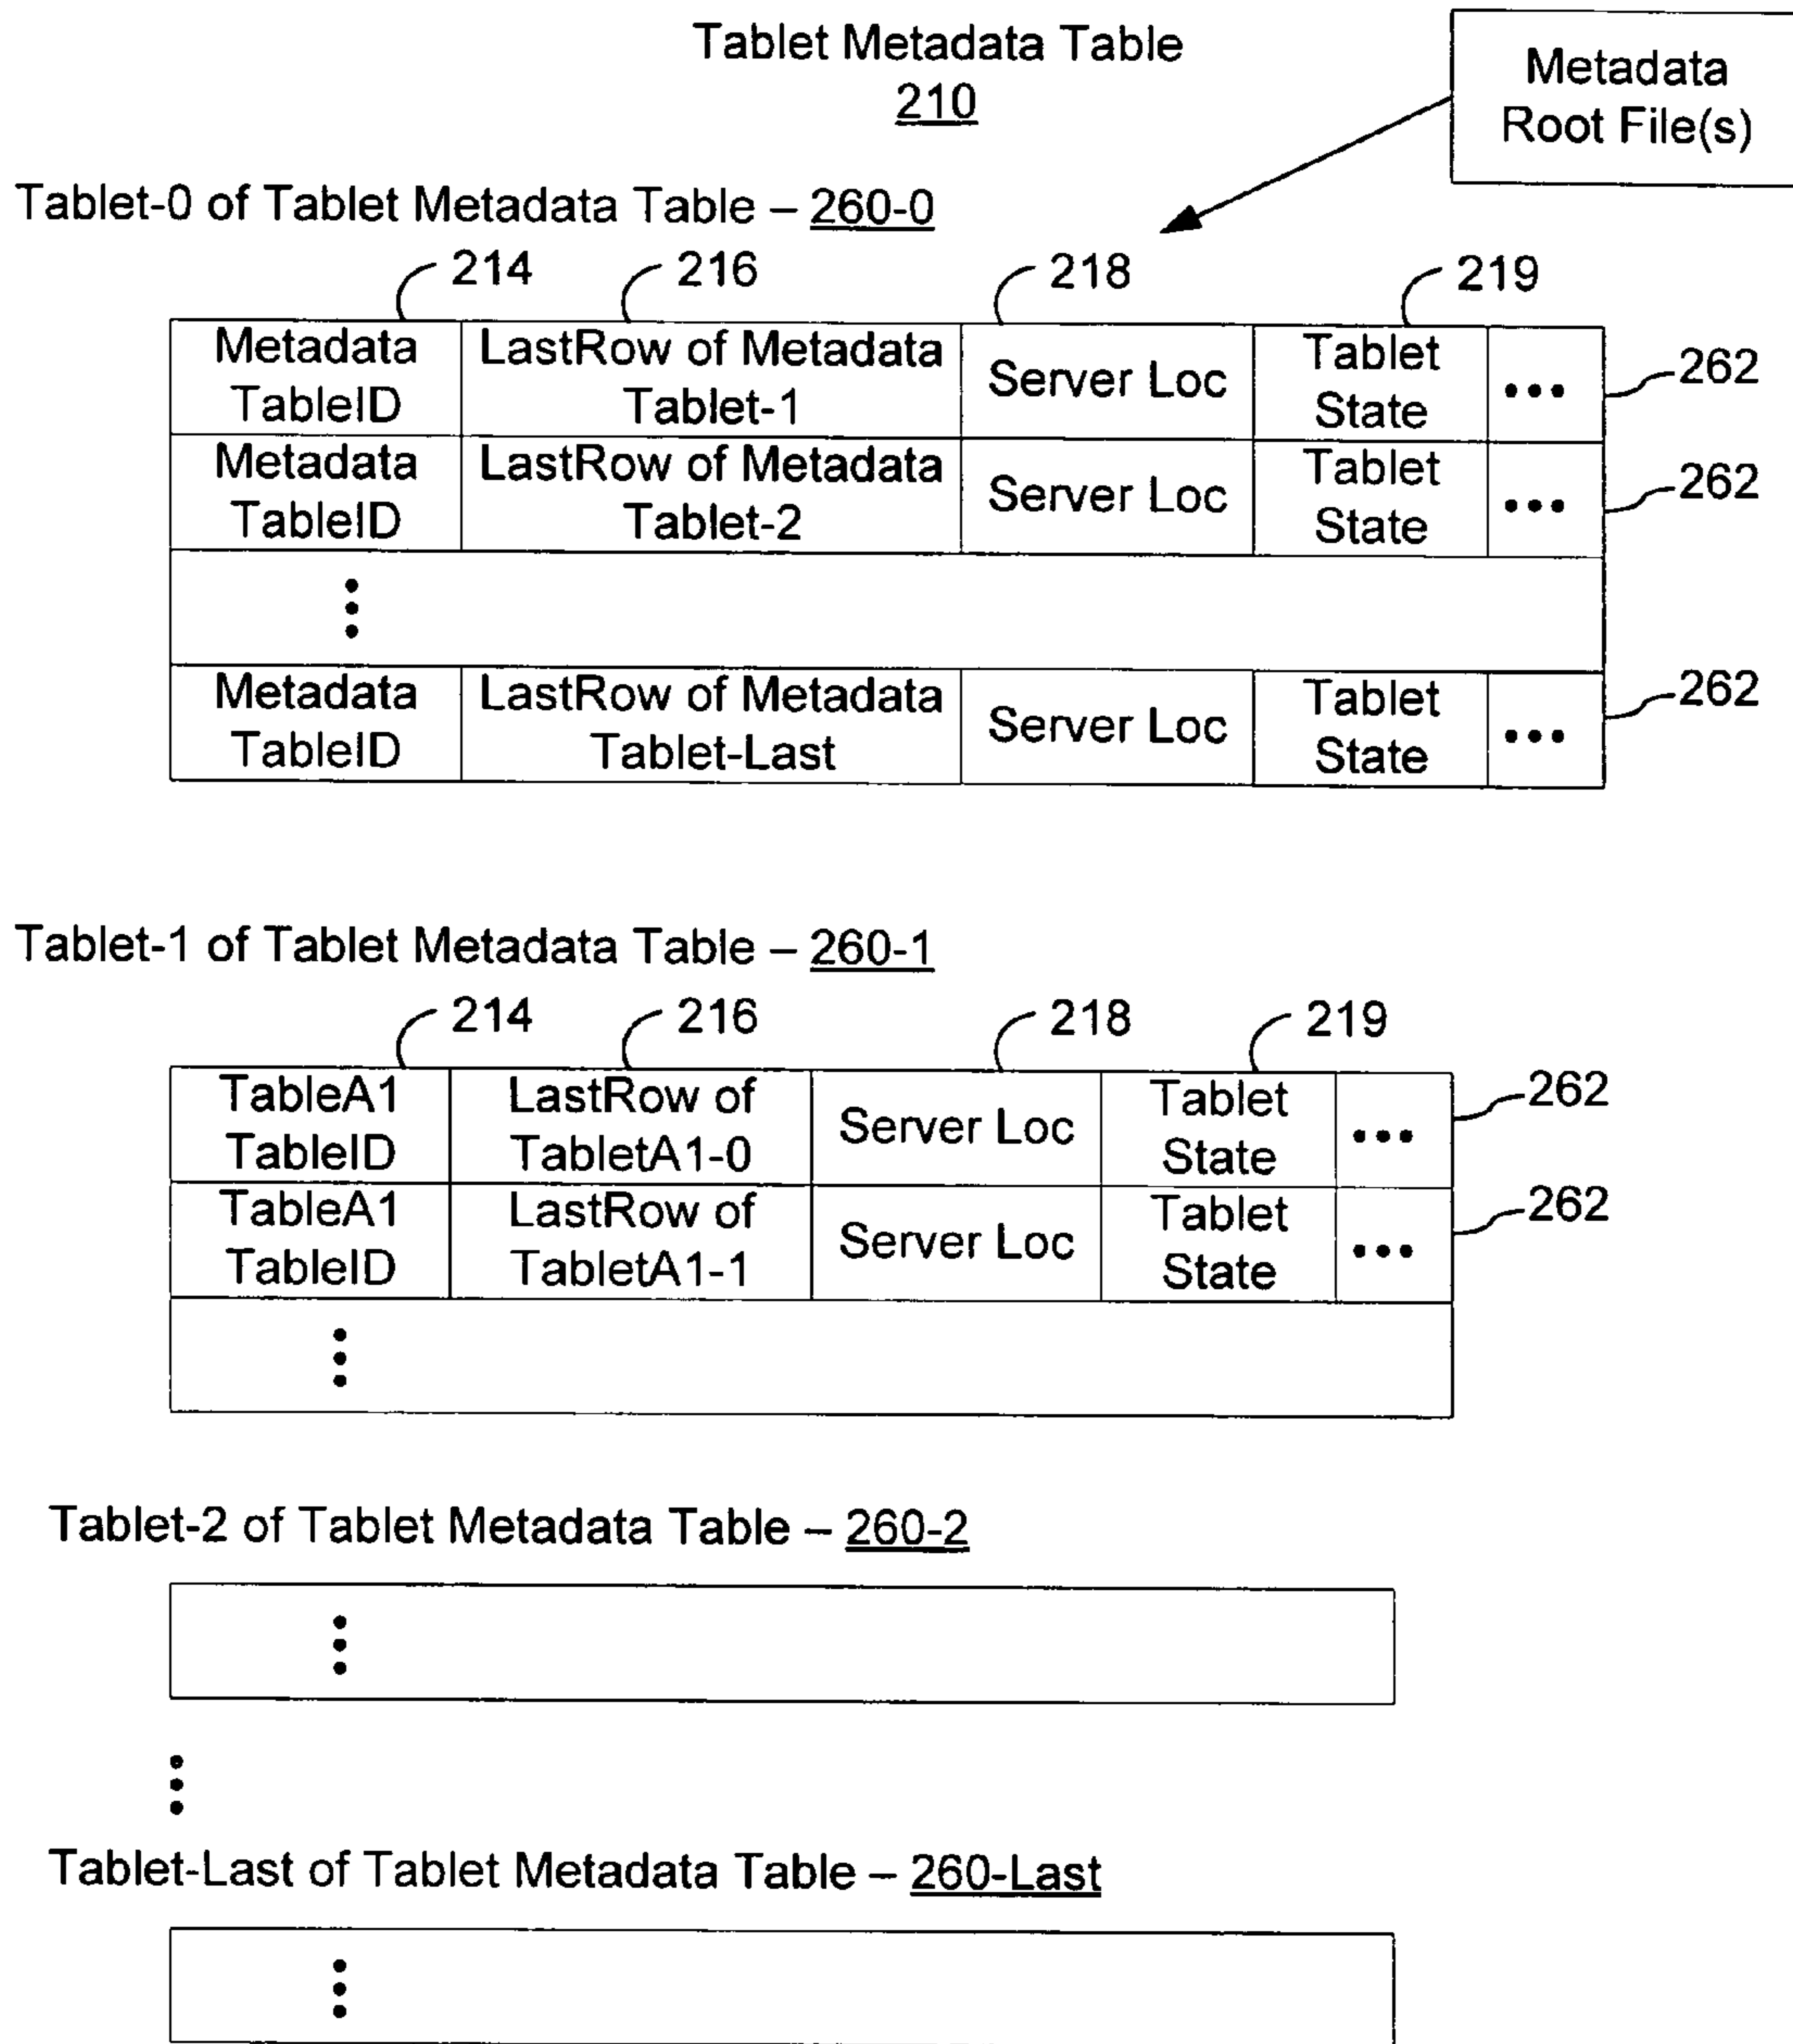 Tablet Metadata Table
210
Metadata
Root File(s)
Tablet-0 of Tablet Metadata Table – 260-0
214 216 218 219
Metadata TableID LastRow of Metadata Tablet-1 Server Loc Tablet State ••• 262
Metadata TableID LastRow of Metadata Tablet-2 Server Loc Tablet State ••• 262
Metadata TableID LastRow of Metadata Tablet-Last Server Loc Tablet State ••• 262
Tablet-1 of Tablet Metadata Table – 260-1
214 216 218 219
TableA1 TableID LastRow of TabletA1-0 Server Loc Tablet State ••• 262
TableA1 TableID LastRow of TabletA1-1 Server Loc Tablet State ••• 262
Tablet-2 of Tablet Metadata Table – 260-2
Tablet-Last of Tablet Metadata Table – 260-Last